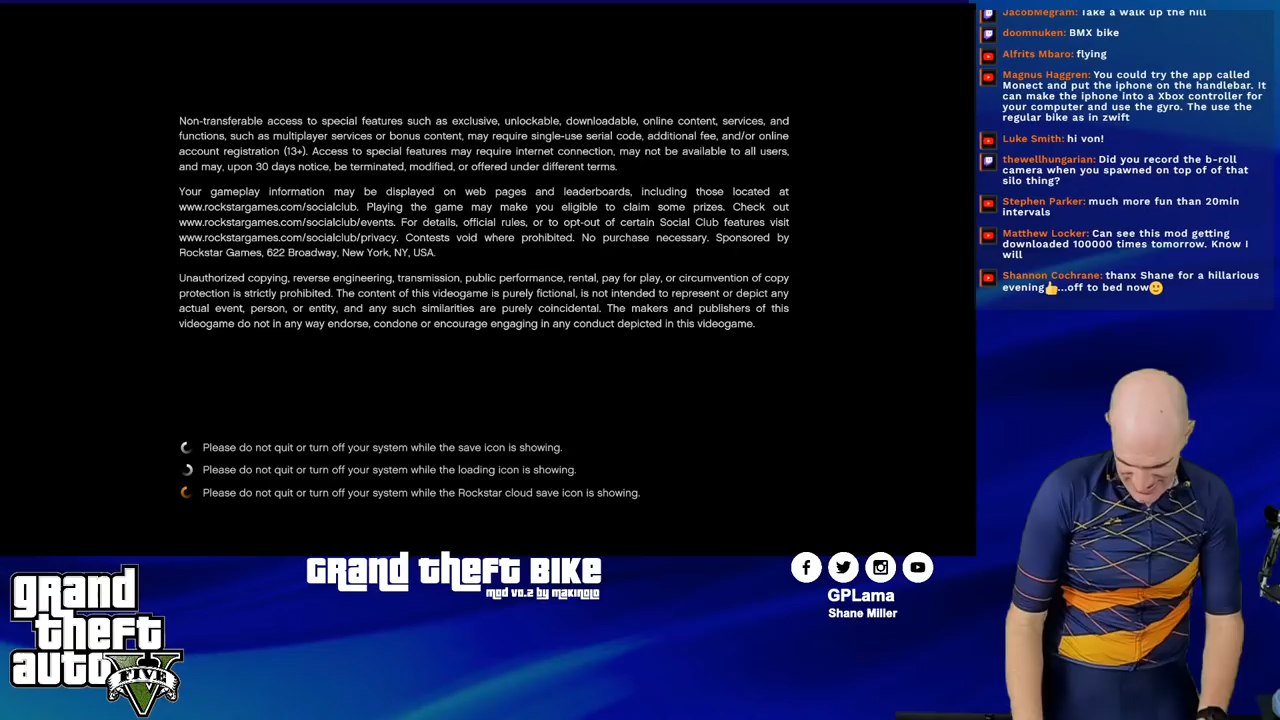 Non-transferable access to special features such as exclusive, unlockable, downloadable, online content, services, and
functions, such as multiplayer services or bonus content, may require single-use serial code, additional fee, and/or online
account registration (13+). Access to special features may require internet connection, may not be available to all users,
and may, upon 30 days notice, be terminated, modified, or offered under different terms.
Your gameplay information may be displayed on web pages and leaderboards, including those located at
www.rockstargames.com/socialclub. Playing the game may make you eligible to claim some prizes. Check out
www.rockstargames.com/socialclub/events. For details, official rules, or to opt-out of certain Social Club features visit
www.rockstargames.com/socialclub/privacy. Contests void where prohibited. No purchase necessary. Sponsored by
Rockstar Games, 622 Broadway, New York, NY, USA.
Unauthorized copying, reverse engineering, transmission, public performance, rental, pay for play, or circumvention of copy
protection is strictly prohibited. The content of this videogame is purely fictional, is not intended to represent or depict any
actual event, person, or entity, and any such similarities are purely coincidental. The makers and publishers of this
videogame do not in any way endorse, condone or encourage engaging in any conduct depicted in this videogame.
Please do not quit or turn off your system while the save icon is showing.
Please do not quit or turn off your system while the loading icon is showing.
Please do not quit or turn off your system while the Rockstar cloud save icon is showing.
JacobMegram: Take a walk up the hill
doomnuken: BMX bike
Alfrits Mbaro: flying
Magnus Haggren: You could try the app called
Monect and put the iphone on the handlebar. It
can make the iphone into a Xbox controller for
your computer and use the gyro. The use the
regular bike as in zwift
Luke Smith: hi von!
thewellhungarian: Did you record the b-roll
camera when you spawned on top of of that
silo thing?
Stephen Parker: much more fun than 20min
intervals
Matthew Locker: Can see this mod getting
downloaded 100000 times tomorrow. Know I
will
Shannon Cochrane: thanx Shane for a hillarious
evening👍...off to bed now🙂
grand theft bike
mod v0.2 by makinolo
GPLama
Shane Miller
grand
theft
auto V
FIVE